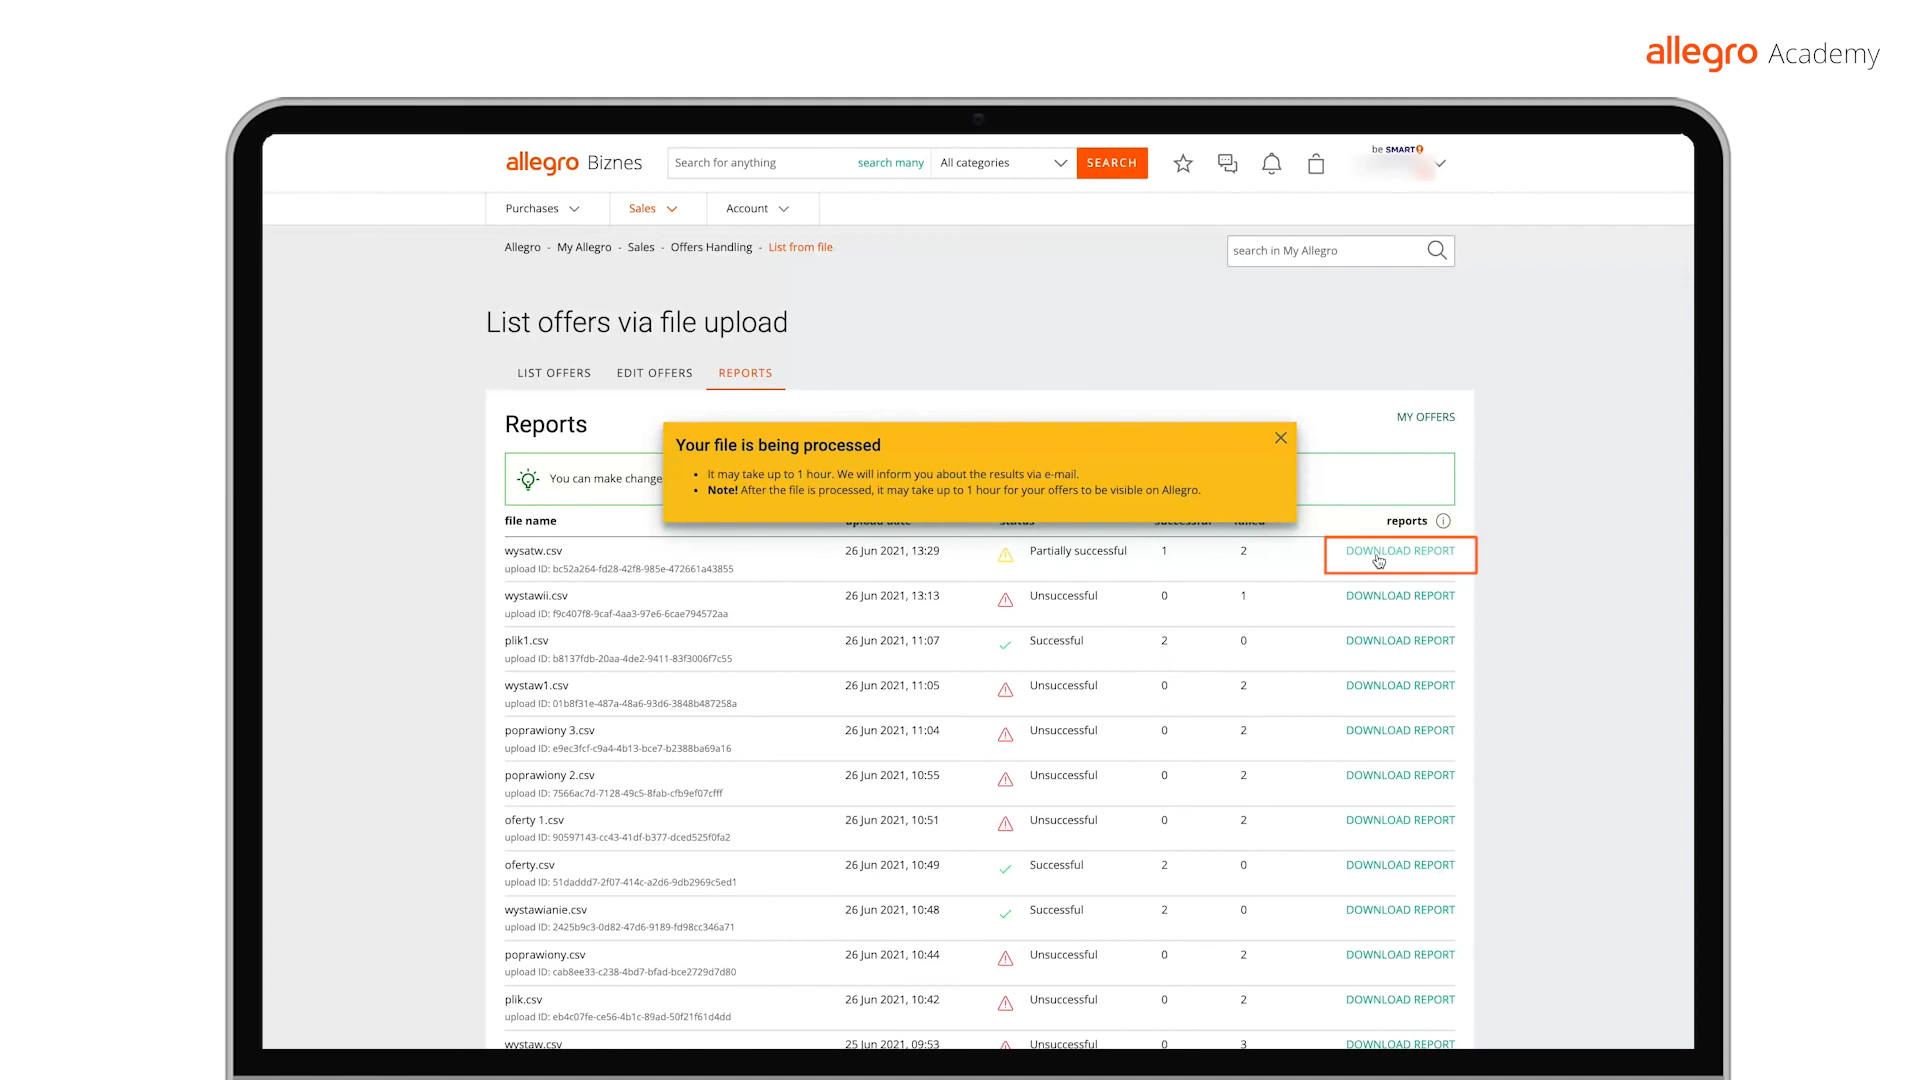 allegro Academy
allegro Biznes
Search for anything
search many
All categories
SEARCH
be SMART!
Purchases
Sales
Account
Allegro - My Allegro - Sales - Offers Handling - List from file
search in My Allegro
List offers via file upload
LIST OFFERS
EDIT OFFERS
REPORTS
Reports
MY OFFERS
Your file is being processed
• It may take up to 1 hour. We will inform you about the results via e-mail.
• Note! After the file is processed, it may take up to 1 hour for your offers to be visible on Allegro.
You can make change
file name upload date status successful failed reports
wysatw.csv 26 Jun 2021, 13:29 Partially successful 1 2 DOWNLOAD REPORT
upload ID: bc52a264-fd28-42f8-985e-472661a43855
wystawii.csv 26 Jun 2021, 13:13 Unsuccessful 0 1 DOWNLOAD REPORT
upload ID: f9c407f8-9caf-4aa3-97e6-6cae794572aa
plik1.csv 26 Jun 2021, 11:07 Successful 2 0 DOWNLOAD REPORT
upload ID: b8137fdb-20aa-4de2-9411-83f3006f7c55
wystaw1.csv 26 Jun 2021, 11:05 Unsuccessful 0 2 DOWNLOAD REPORT
upload ID: 01b8f31e-487a-48a6-93d6-3848b487258a
poprawiony 3.csv 26 Jun 2021, 11:04 Unsuccessful 0 2 DOWNLOAD REPORT
upload ID: e9ec3fcf-c9a4-4b13-bce7-b2388ba69a16
poprawiony 2.csv 26 Jun 2021, 10:55 Unsuccessful 0 2 DOWNLOAD REPORT
upload ID: 7566ac7d-7128-49c5-8fab-cfb9ef07cfff
oferty 1.csv 26 Jun 2021, 10:51 Unsuccessful 0 2 DOWNLOAD REPORT
upload ID: 90597143-cc43-41df-b377-dced525f0fa2
oferty.csv 26 Jun 2021, 10:49 Successful 2 0 DOWNLOAD REPORT
upload ID: 51daddd7-2f07-414c-a2d6-9db2969c5ed1
wystawianie.csv 26 Jun 2021, 10:48 Successful 2 0 DOWNLOAD REPORT
upload ID: 2425b9c3-0d82-47d6-9189-fd98cc346a71
poprawiony.csv 26 Jun 2021, 10:44 Unsuccessful 0 2 DOWNLOAD REPORT
upload ID: cab8ee33-c238-4bd7-bfad-bce2729d7d80
plik.csv 26 Jun 2021, 10:42 Unsuccessful 0 2 DOWNLOAD REPORT
upload ID: eb4c07fe-ce56-4b1c-89ad-50f21f61d4dd
wystaw.csv 25 Jun 2021, 09:53 Unsuccessful 0 3 DOWNLOAD REPORT